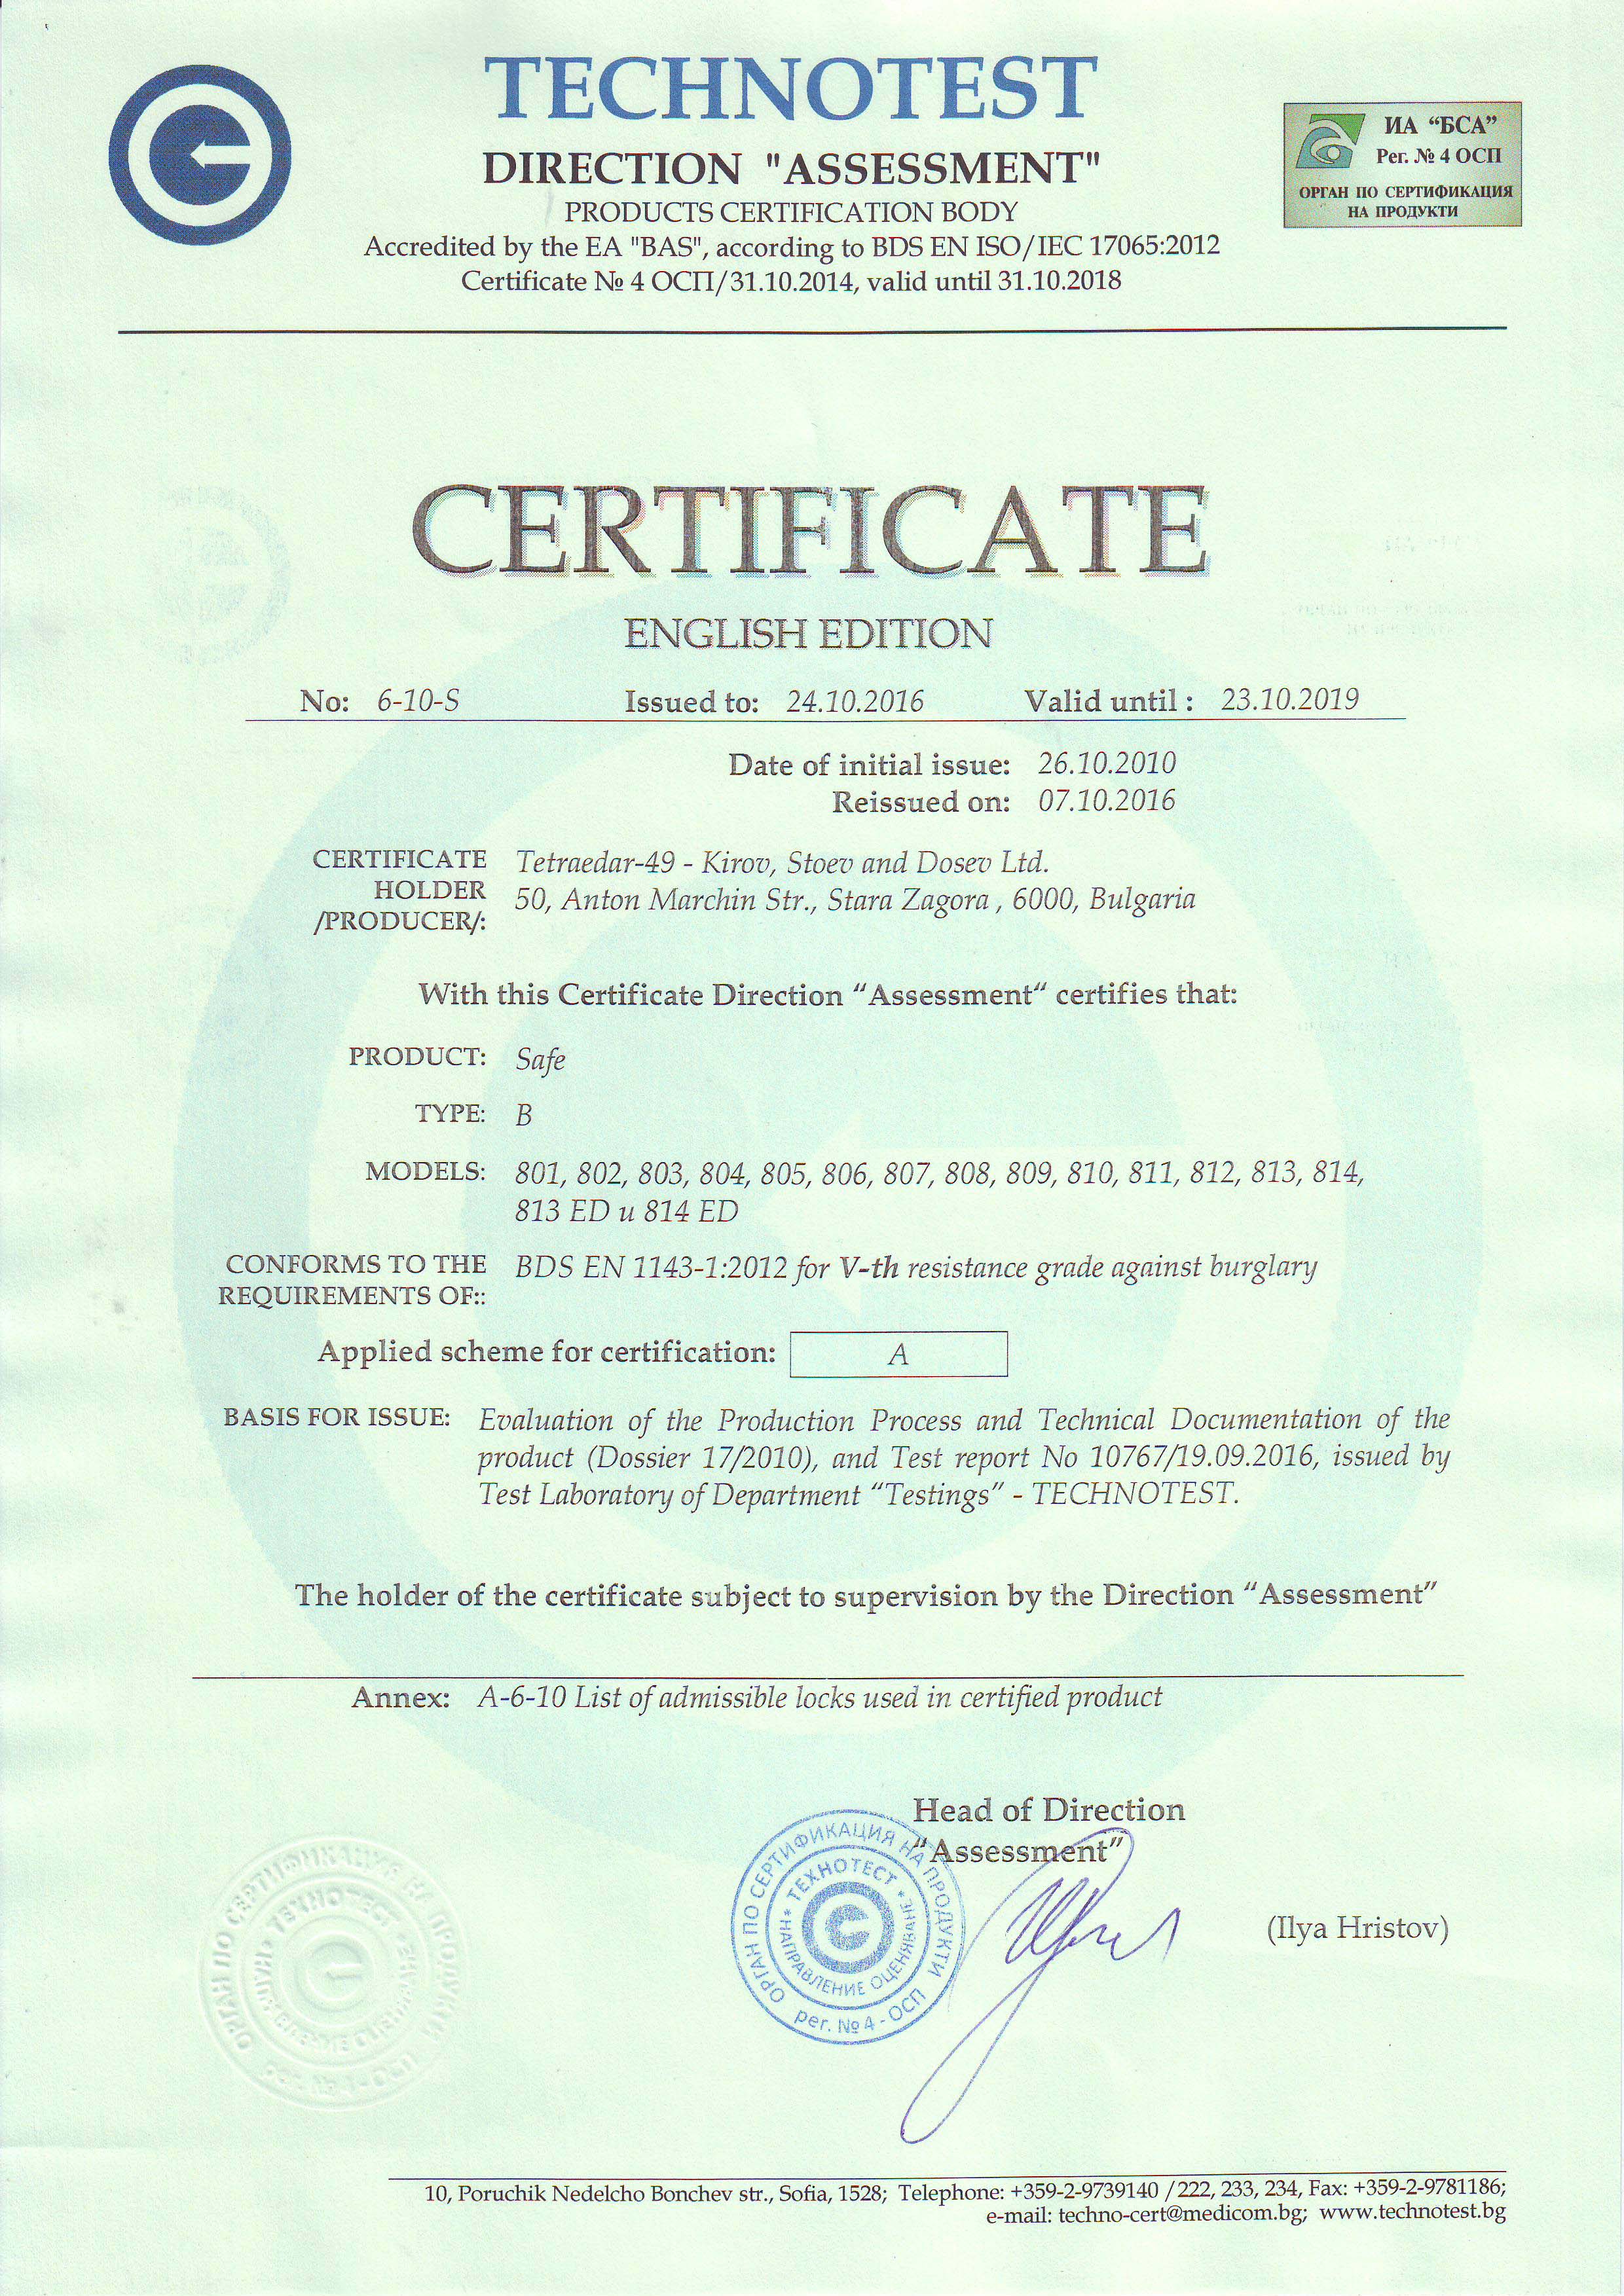 TECHNOTEST
DIRECTION "ASSESSMENT"
PRODUCTS CERTIFICATION BODY
Accredited by the EA "BAS", according to BDS EN ISO/IEC 17065:2012
Certificate № 4 ОСП/31.10.2014, valid until 31.10.2018
ИА “БСА”
Рег. № 4 ОСП
ОРГАН ПО СЕРТИФИКАЦИЯ
НА ПРОДУКТИ
CERTIFICATE
ENGLISH EDITION
No: 6-10-S Issued to: 24.10.2016 Valid until : 23.10.2019
Date of initial issue: 26.10.2010
Reissued on: 07.10.2016
CERTIFICATE HOLDER /PRODUCER/: Tetraedar-49 - Kirov, Stoev and Dosev Ltd.
50, Anton Marchin Str., Stara Zagora , 6000, Bulgaria
With this Certificate Direction “Assessment“ certifies that:
PRODUCT: Safe
TYPE: B
MODELS: 801, 802, 803, 804, 805, 806, 807, 808, 809, 810, 811, 812, 813, 814,
813 ED и 814 ED
CONFORMS TO THE REQUIREMENTS OF:: BDS EN 1143-1:2012 for V-th resistance grade against burglary
Applied scheme for certification: A
BASIS FOR ISSUE: Evaluation of the Production Process and Technical Documentation of the
product (Dossier 17/2010), and Test report No 10767/19.09.2016, issued by
Test Laboratory of Department “Testings” - TECHNOTEST.
The holder of the certificate subject to supervision by the Direction “Assessment”
Annex: A-6-10 List of admissible locks used in certified product
Head of Direction
“Assessment”
(Ilya Hristov)
ОРГАН ПО СЕРТИФИКАЦИЯ НА ПРОДУКТИ
рег. № 4 - ОСП
* ТЕХНОТЕСТ *
НАПРАВЛЕНИЕ ОЦЕНЯВАНЕ
ОРГАН ПО СЕРТИФИКАЦИЯ НА ПРОДУКТИ
рег. № 4 - ОСП
ТЕХНОТЕСТ
НАПРАВЛЕНИЕ ОЦЕНЯВАНЕ
10, Poruchik Nedelcho Bonchev str., Sofia, 1528; Telephone: +359-2-9739140 /222, 233, 234, Fax: +359-2-9781186;
e-mail: techno-cert@medicom.bg; www.technotest.bg